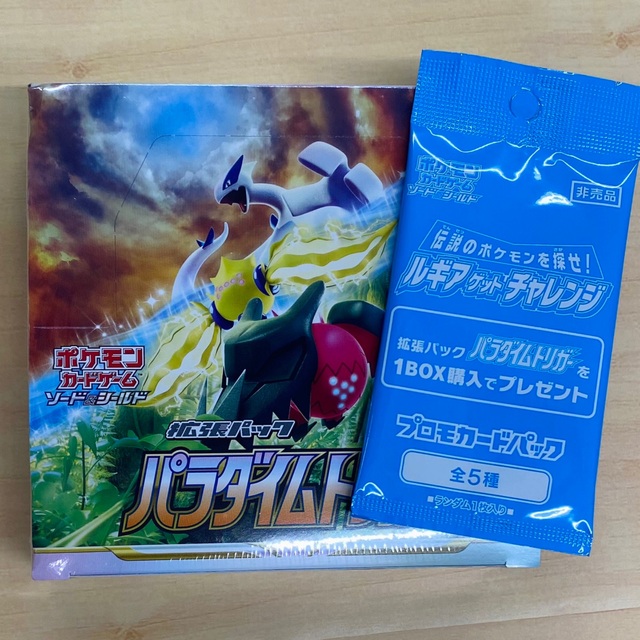 ポケモン
カードゲーム
ソード&シールド
拡張パック
パラダイムト
ポケモン
カードゲーム
ソード&シールド
非売品
伝説のポケモンを探せ!
ルギアゲットチャレンジ
拡張パック パラダイムトリガーを
1BOX購入でプレゼント
プロモカードパック
全5種
■ランダム1枚入り■